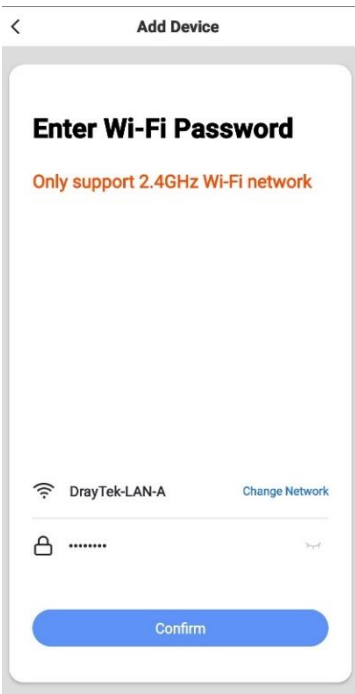 Add Device
Enter Wi-Fi Password
Only support 2.4GHz Wi-Fi network
DrayTek-LAN-A
Change Network
••••••••
Confirm